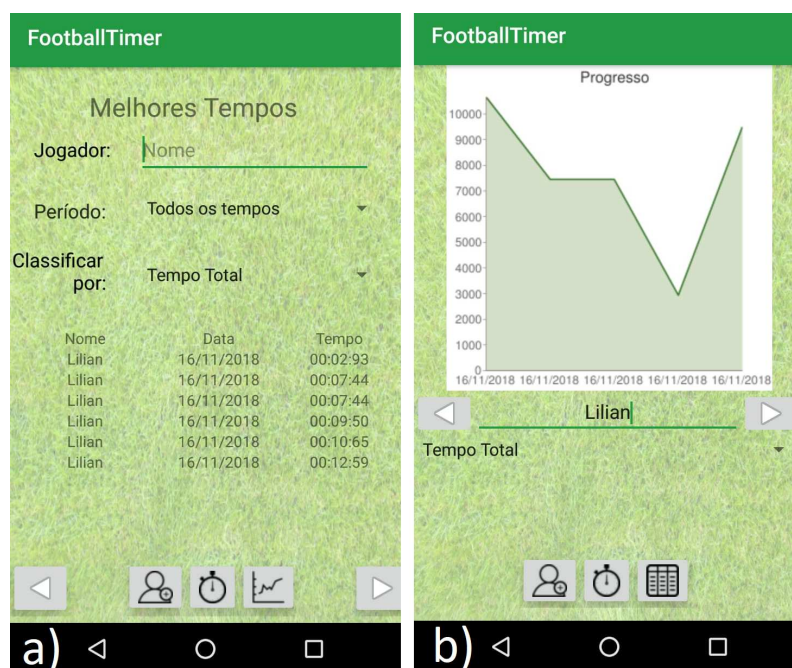 FootballTimer
Melhores Tempos
Jogador: Nome
Período: Todos os tempos
Classificar por: Tempo Total
Nome Data Tempo
Lilian 16/11/2018 00:02:93
Lilian 16/11/2018 00:07:44
Lilian 16/11/2018 00:07:44
Lilian 16/11/2018 00:09:50
Lilian 16/11/2018 00:10:65
Lilian 16/11/2018 00:12:59
a)
FootballTimer
Progresso
10000
9000
8000
7000
6000
5000
4000
3000
2000
1000
0
16/11/2018 16/11/2018 16/11/2018 16/11/2018 16/11/2018
Lilian
Tempo Total
b)